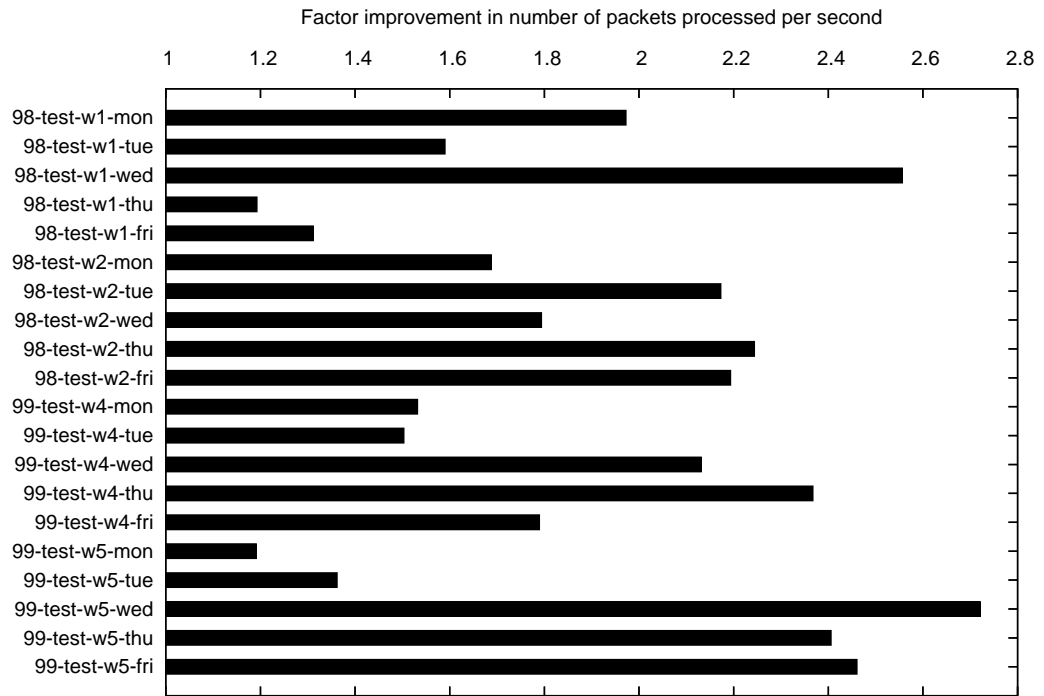 Factor improvement in number of packets processed per second
1 1.2 1.4 1.6 1.8 2 2.2 2.4 2.6 2.8
98-test-w1-mon
98-test-w1-tue
98-test-w1-wed
98-test-w1-thu
98-test-w1-fri
98-test-w2-mon
98-test-w2-tue
98-test-w2-wed
98-test-w2-thu
98-test-w2-fri
99-test-w4-mon
99-test-w4-tue
99-test-w4-wed
99-test-w4-thu
99-test-w4-fri
99-test-w5-mon
99-test-w5-tue
99-test-w5-wed
99-test-w5-thu
99-test-w5-fri